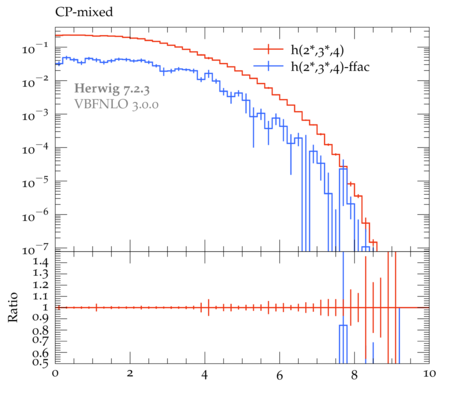 CP-mixed
h(2*,3*,4)
h(2*,3*,4)-ffac
Herwig 7.2.3
VBFNLO 3.0.0
10⁻¹
10⁻²
10⁻³
10⁻⁴
10⁻⁵
10⁻⁶
10⁻⁷
Ratio
1.4
1.3
1.2
1.1
1
0.9
0.8
0.7
0.6
0.5
0 2 4 6 8 10